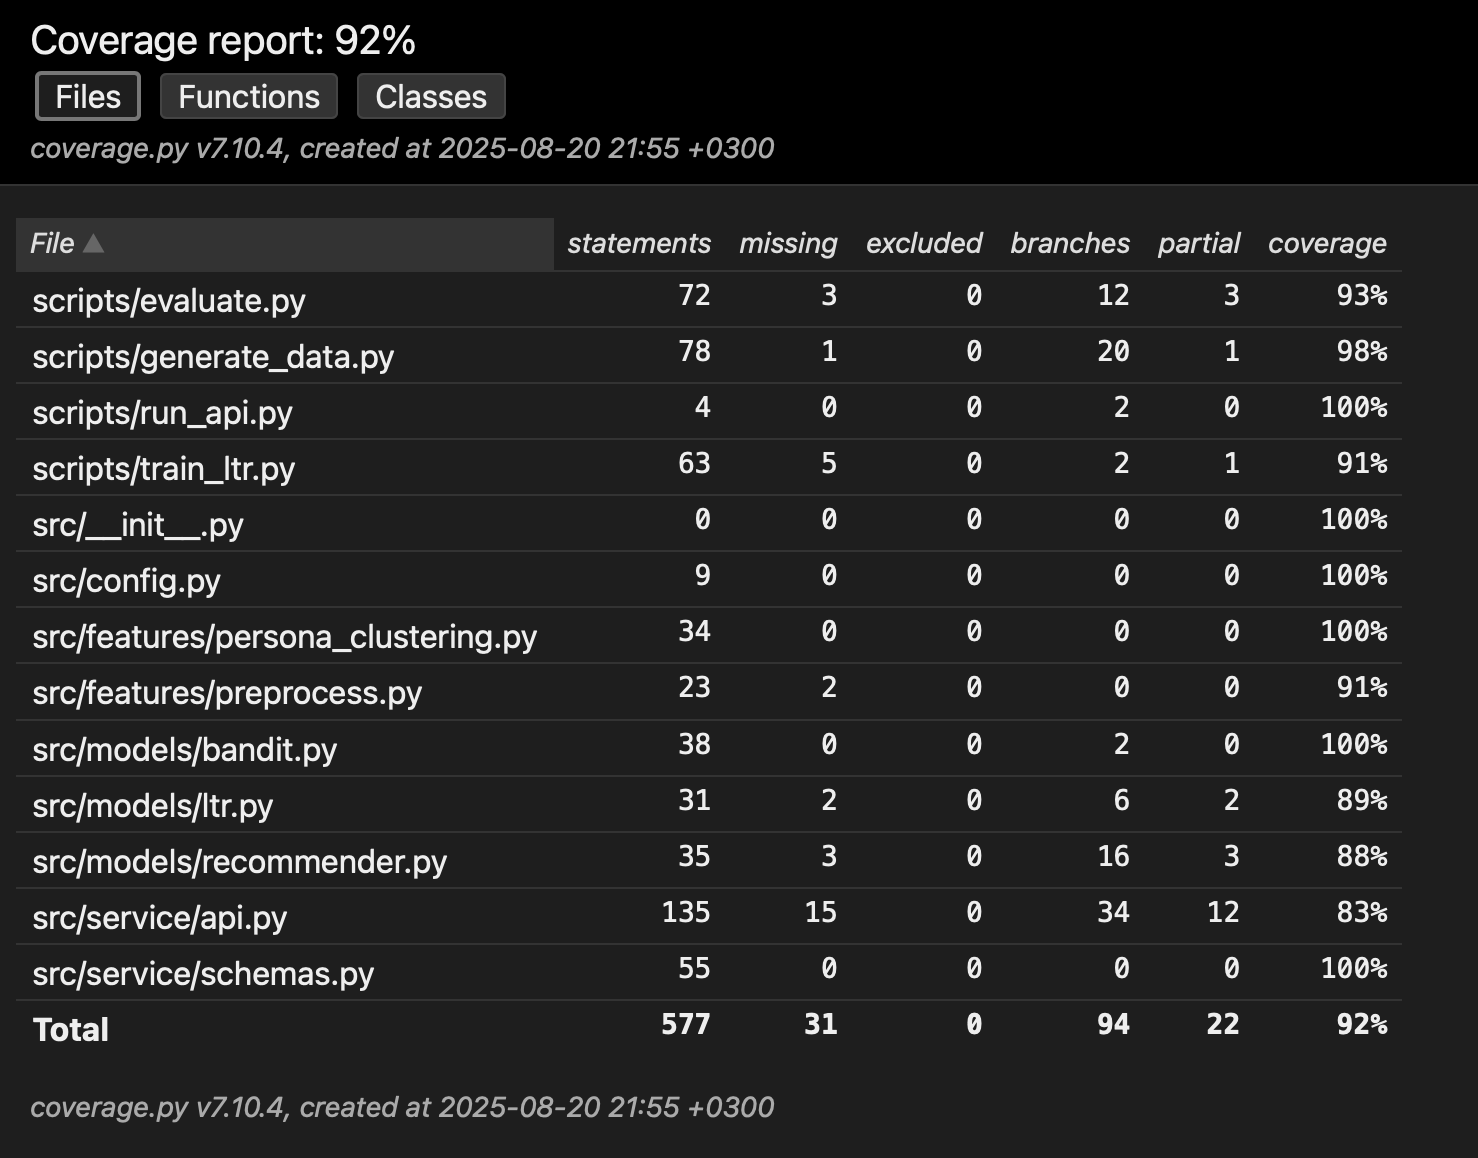 Coverage report: 92%
Files Functions Classes
coverage.py v7.10.4, created at 2025-08-20 21:55 +0300
File ▲ statements missing excluded branches partial coverage
scripts/evaluate.py 72 3 0 12 3 93%
scripts/generate_data.py 78 1 0 20 1 98%
scripts/run_api.py 4 0 0 2 0 100%
scripts/train_ltr.py 63 5 0 2 1 91%
src/__init__.py 0 0 0 0 0 100%
src/config.py 9 0 0 0 0 100%
src/features/persona_clustering.py 34 0 0 0 0 100%
src/features/preprocess.py 23 2 0 0 0 91%
src/models/bandit.py 38 0 0 2 0 100%
src/models/ltr.py 31 2 0 6 2 89%
src/models/recommender.py 35 3 0 16 3 88%
src/service/api.py 135 15 0 34 12 83%
src/service/schemas.py 55 0 0 0 0 100%
Total 577 31 0 94 22 92%
coverage.py v7.10.4, created at 2025-08-20 21:55 +0300